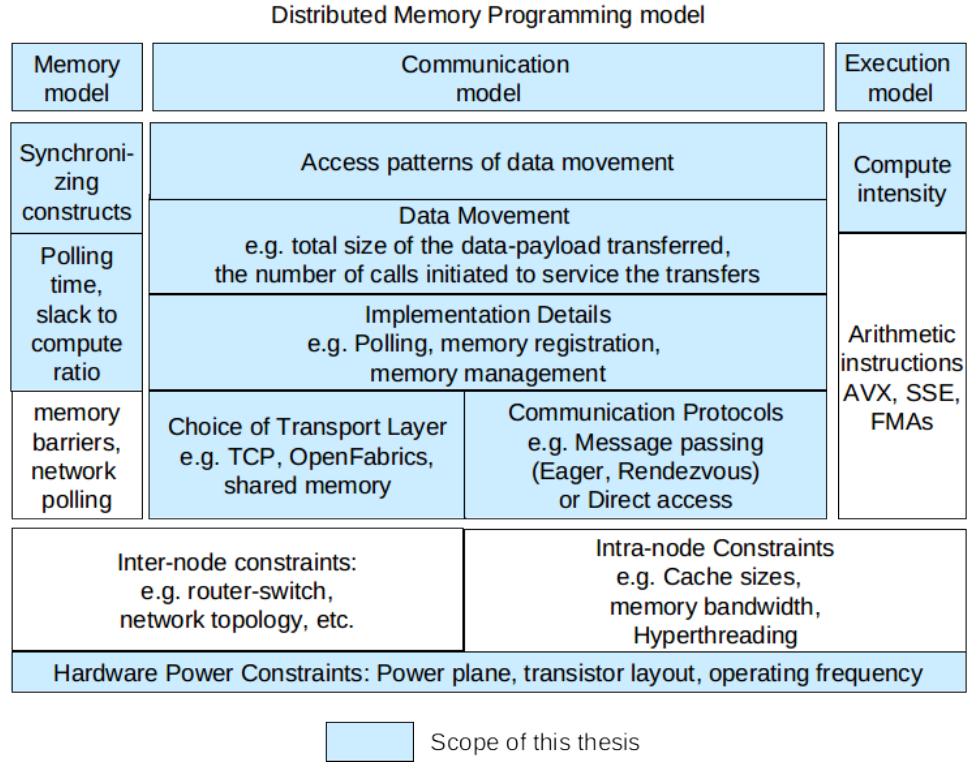 Distributed Memory Programming model
Memory
model
Communication
model
Execution
model
Synchroni-
zing
constructs
Access patterns of data movement
Compute
intensity
Data Movement
e.g. total size of the data-payload transferred,
the number of calls initiated to service the transfers
Polling
time,
slack to
compute
ratio
Implementation Details
e.g. Polling, memory registration,
memory management
Arithmetic
instructions
AVX, SSE,
FMAs
memory
barriers,
network
polling
Choice of Transport Layer
e.g. TCP, OpenFabrics,
shared memory
Communication Protocols
e.g. Message passing
(Eager, Rendezvous)
or Direct access
Inter-node constraints:
e.g. router-switch,
network topology, etc.
Intra-node Constraints
e.g. Cache sizes,
memory bandwidth,
Hyperthreading
Hardware Power Constraints: Power plane, transistor layout, operating frequency
Scope of this thesis